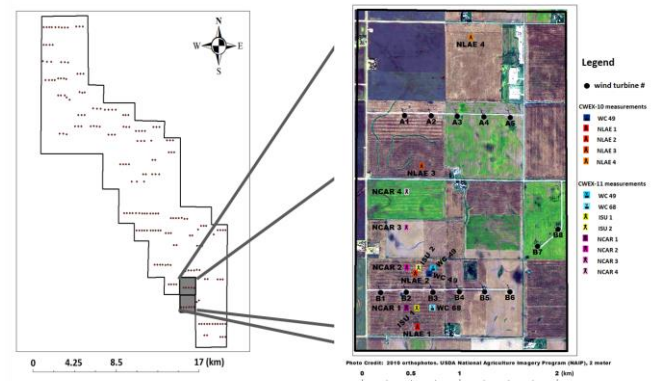 N
W E
S
0 4.25 8.5 17 (km)
NLAE 4
A1 A2 A3 A4 A5
NLAE 3
NCAR 4
NCAR 3
B8
B7
ISU 2
WC 49
NCAR 2
NLAE 2
WC 49
B1 B2 B3 B4 B5 B6
NCAR 1
WC 68
NLAE 1
Legend
wind turbine #
CWEX-10 measurements
WC 49
NLAE 1
NLAE 2
NLAE 3
NLAE 4
CWEX-11 measurements
WC 49
WC 68
ISU 1
ISU 2
NCAR 1
NCAR 2
NCAR 3
NCAR 4
Photo Credit: 2010 orthophotos. USDA National Agriculture Imagery Program (NAIP), 2 meter
0 0.5 1 2 (km)